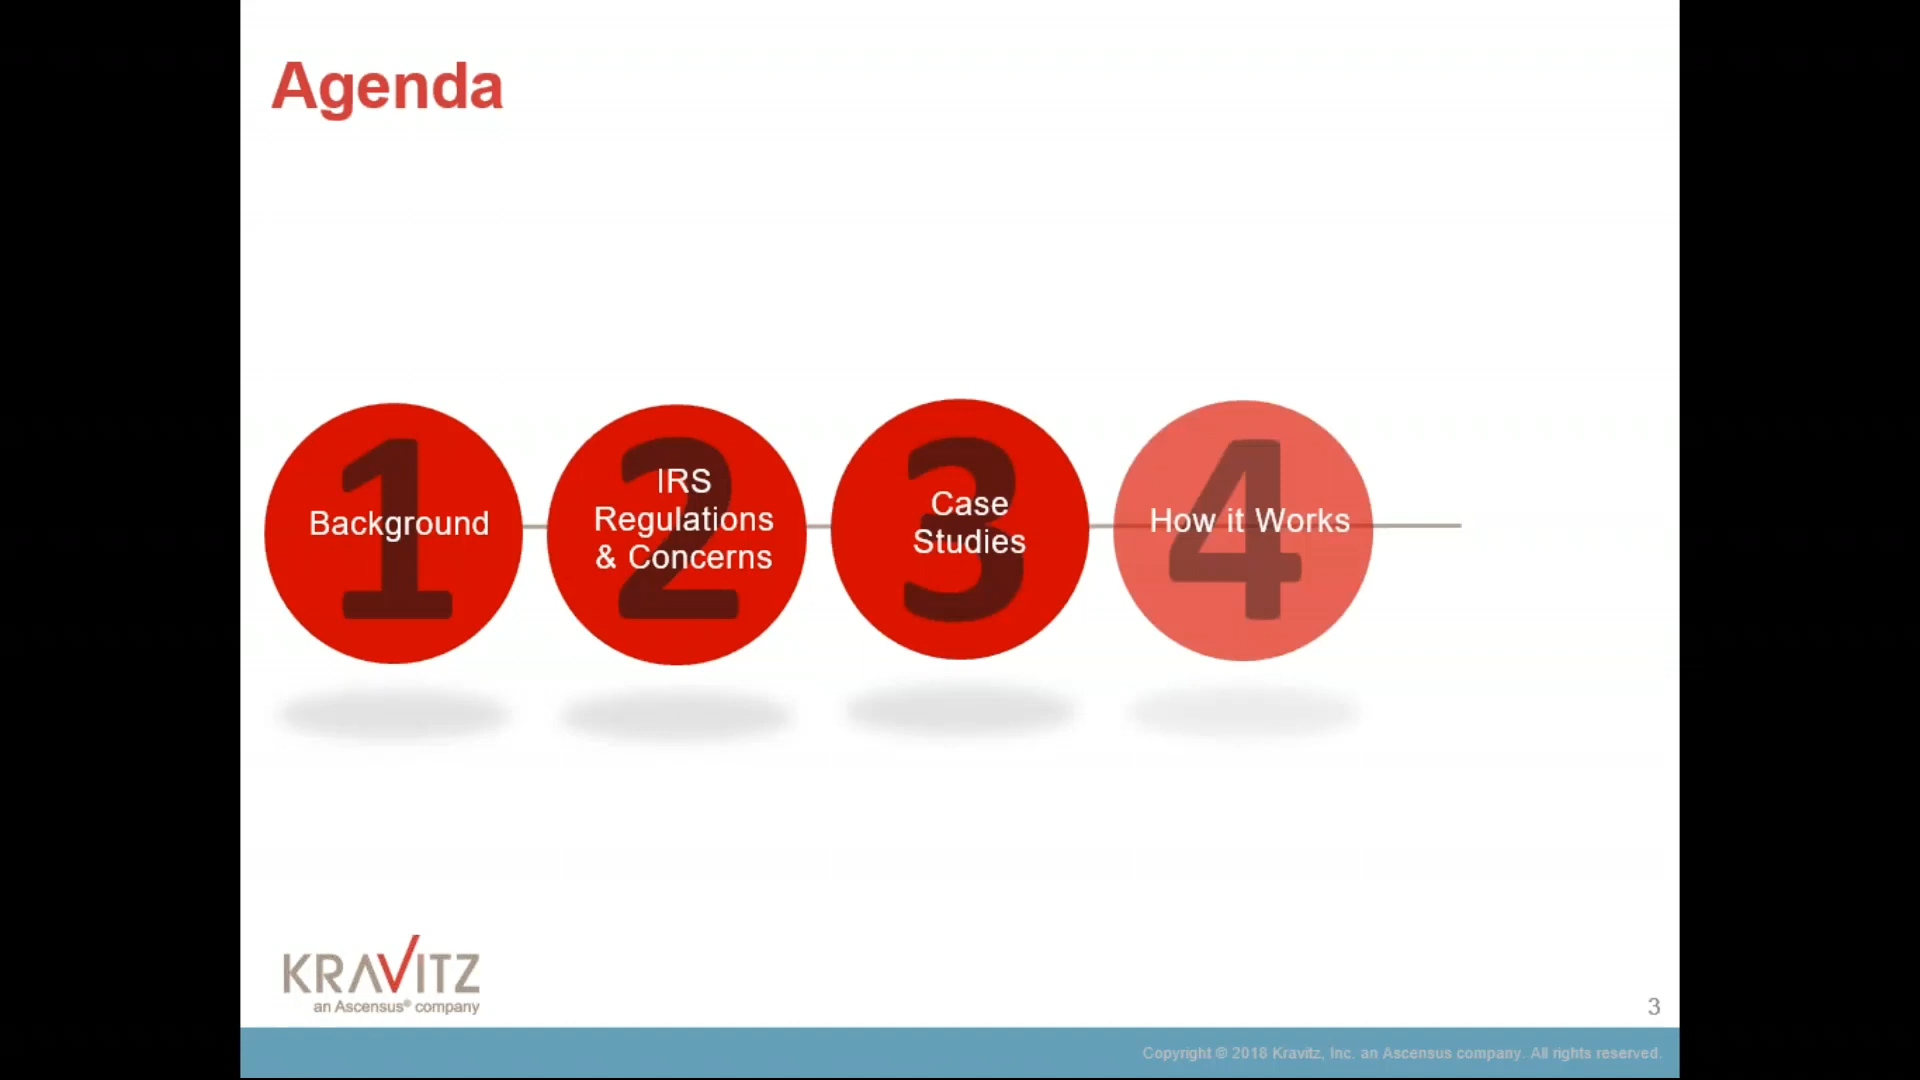 Agenda
1
Background
2
IRS
Regulations
& Concerns
3
Case
Studies
4
How it Works
KRAVITZ
an Ascensus® company
3
Copyright © 2018 Kravitz, Inc. an Ascensus company. All rights reserved.